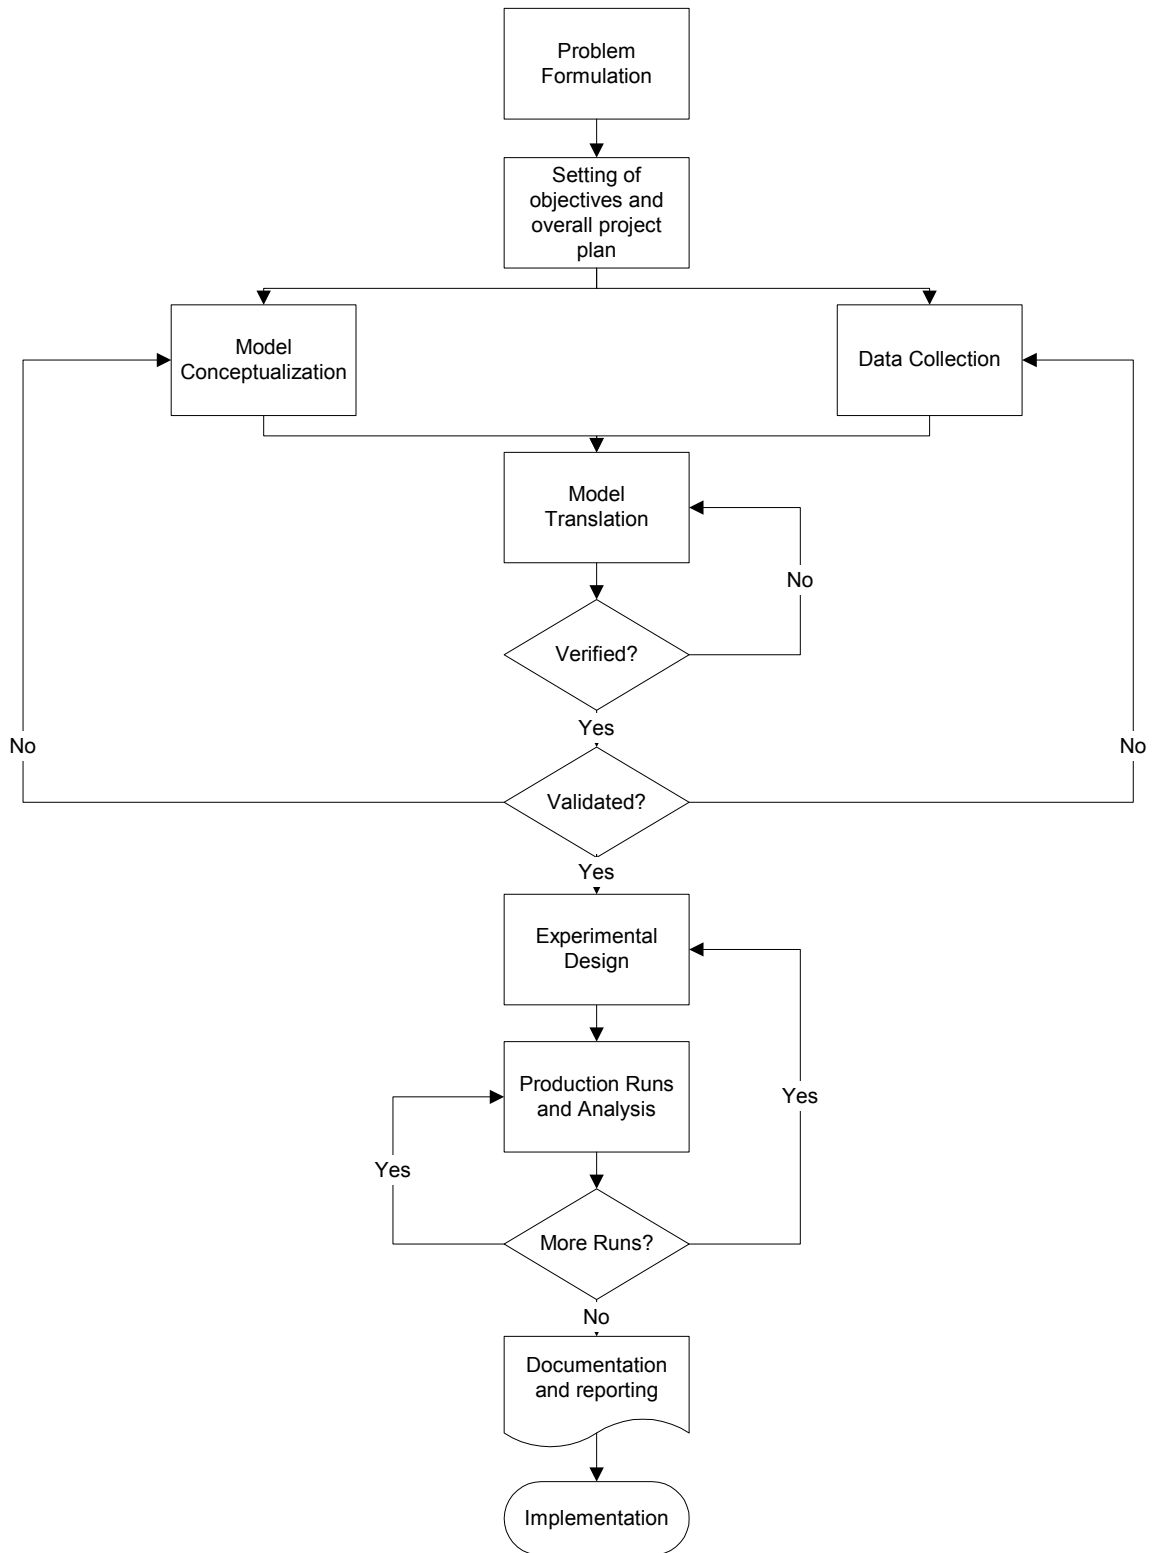 Problem
Formulation
Setting of
objectives and
overall project
plan
Model
Conceptualization
Data Collection
Model
Translation
No
Verified?
Yes
No
No
Validated?
Yes
Experimental
Design
Production Runs
and Analysis
Yes
Yes
More Runs?
No
Documentation
and reporting
Implementation